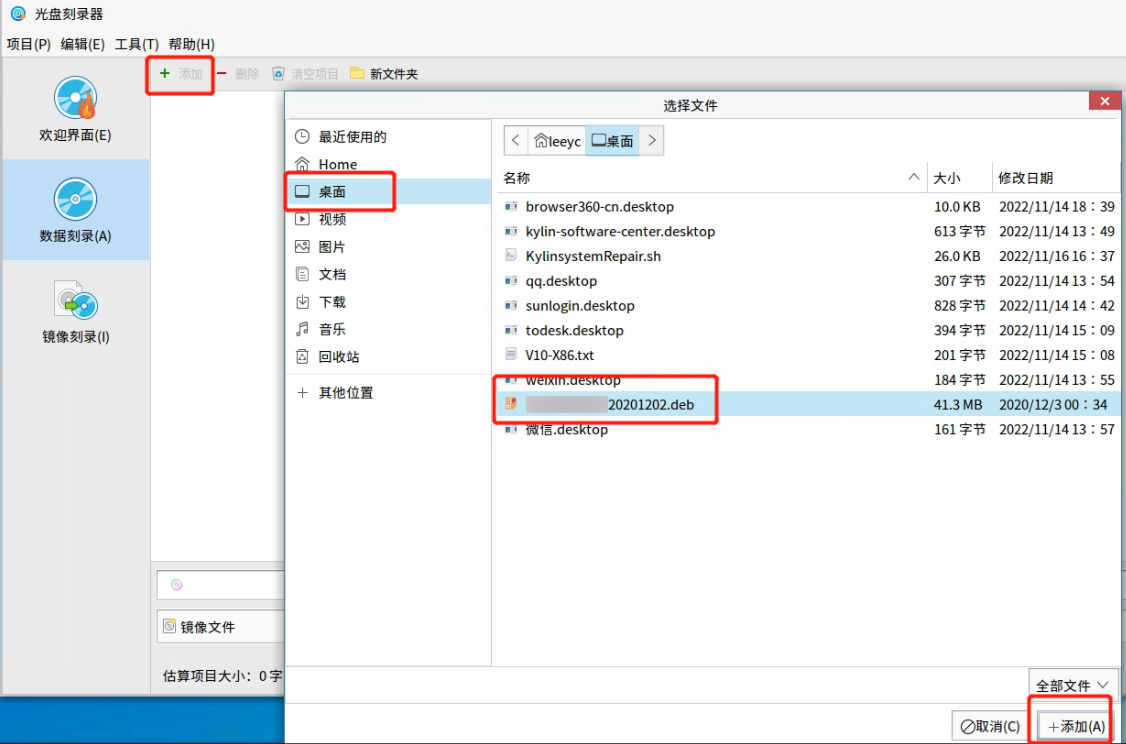 光盘刻录器
项目(P) 编辑(E) 工具(T) 帮助(H)
添加 删除 清空项目 新文件夹
欢迎界面(E)
数据刻录(A)
镜像刻录(I)
镜像文件
估算项目大小：0 字
选择文件
最近使用的
Home
桌面
视频
图片
文档
下载
音乐
回收站
其他位置
leeyc 桌面
名称 大小 修改日期
browser360-cn.desktop 10.0 KB 2022/11/14 18：39
kylin-software-center.desktop 613 字节 2022/11/14 13：49
KylinsystemRepair.sh 26.0 KB 2022/11/16 16：37
qq.desktop 307 字节 2022/11/14 13：54
sunlogin.desktop 828 字节 2022/11/14 14：42
todesk.desktop 394 字节 2022/11/14 15：09
V10-X86.txt 201 字节 2022/11/14 15：08
weixin.desktop 184 字节 2022/11/14 13：55
20201202.deb 41.3 MB 2020/12/3 00：34
微信.desktop 161 字节 2022/11/14 13：57
全部文件
取消(C) 添加(A)